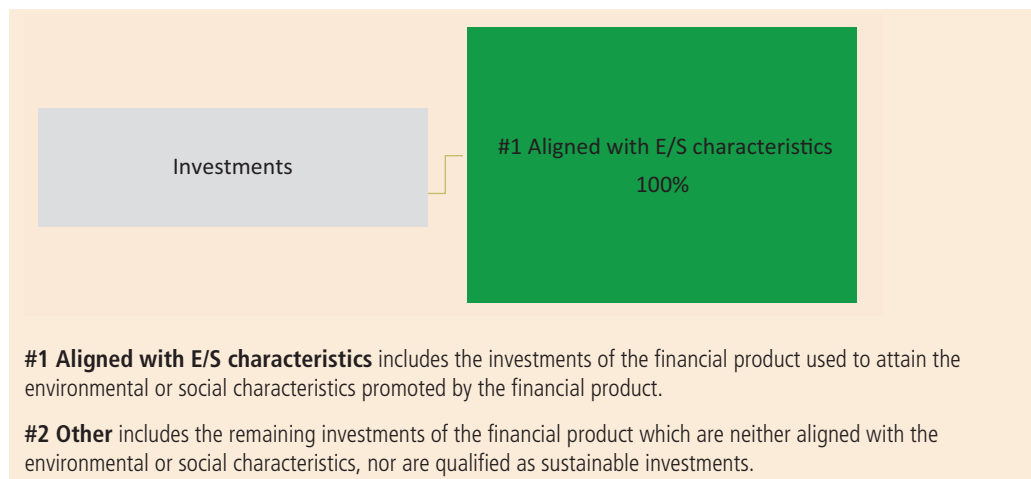 Investments
#1 Aligned with E/S characteristics
100%
#1 Aligned with E/S characteristics includes the investments of the financial product used to attain the
environmental or social characteristics promoted by the financial product.
#2 Other includes the remaining investments of the financial product which are neither aligned with the
environmental or social characteristics, nor are qualified as sustainable investments.